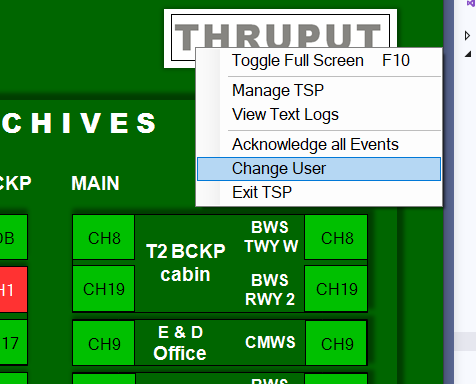 THRUPUT
Toggle Full Screen F10
Manage TSP
View Text Logs
Acknowledge all Events
Change User
Exit TSP
CHIVES
CKP MAIN
CH8 T2 BCKP cabin BWS TWY W CH8
H1 CH19 BWS RWY 2 CH19
17 CH9 E & D Office CMWS CH9
BWS